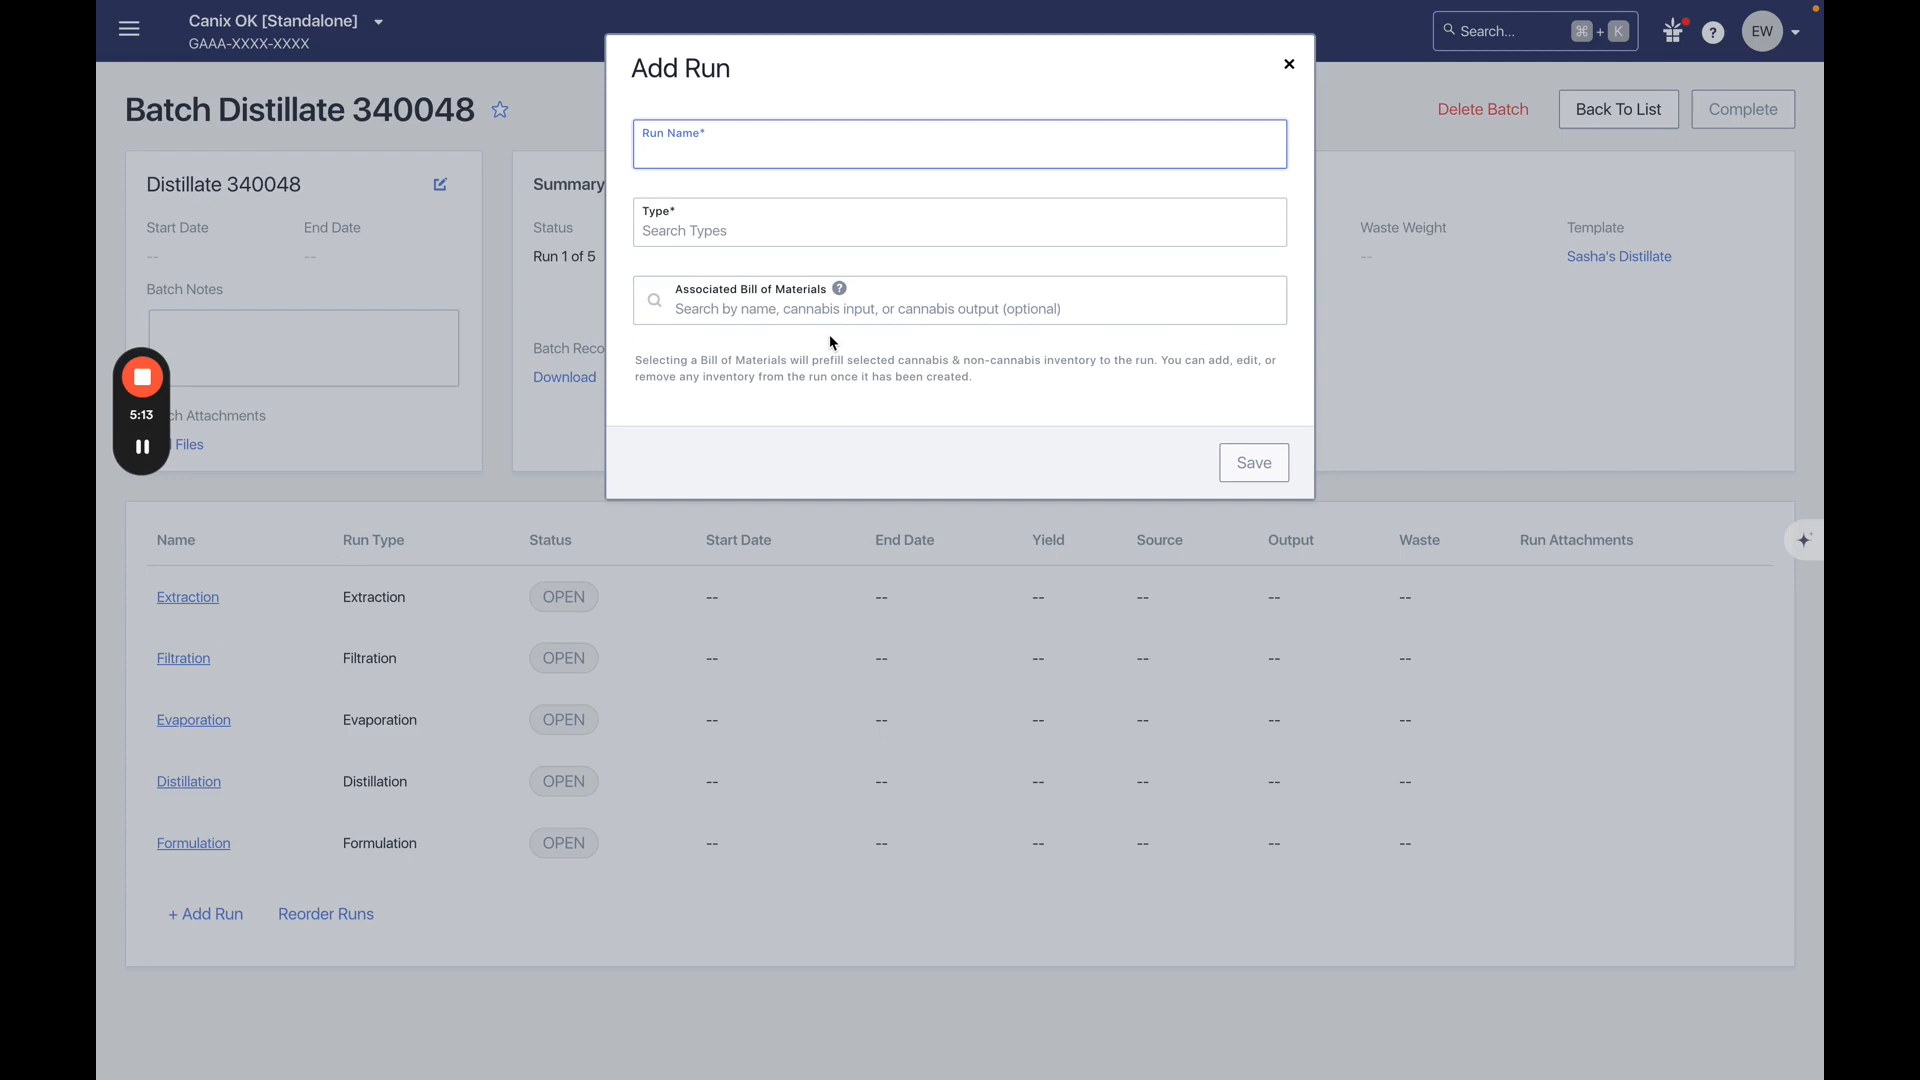 Canix OK [Standalone]
GAAA-XXXX-XXXX
Search...
⌘ + K
?
EW
Batch Distillate 340048
Delete Batch
Back To List
Complete
Add Run
Run Name*
Type*
Search Types
Associated Bill of Materials ?
Search by name, cannabis input, or cannabis output (optional)
Selecting a Bill of Materials will prefill selected cannabis & non-cannabis inventory to the run. You can add, edit, or
remove any inventory from the run once it has been created.
Save
Distillate 340048
Start Date
End Date
--
--
Batch Notes
5:13
ch Attachments
Files
Summary
Status
Run 1 of 5
Batch Reco
Download
Waste Weight
--
Template
Sasha's Distillate
Name Run Type Status Start Date End Date Yield Source Output Waste Run Attachments
Extraction Extraction OPEN -- -- -- -- -- --
Filtration Filtration OPEN -- -- -- -- -- --
Evaporation Evaporation OPEN -- -- -- -- -- --
Distillation Distillation OPEN -- -- -- -- -- --
Formulation Formulation OPEN -- -- -- -- -- --
+ Add Run
Reorder Runs